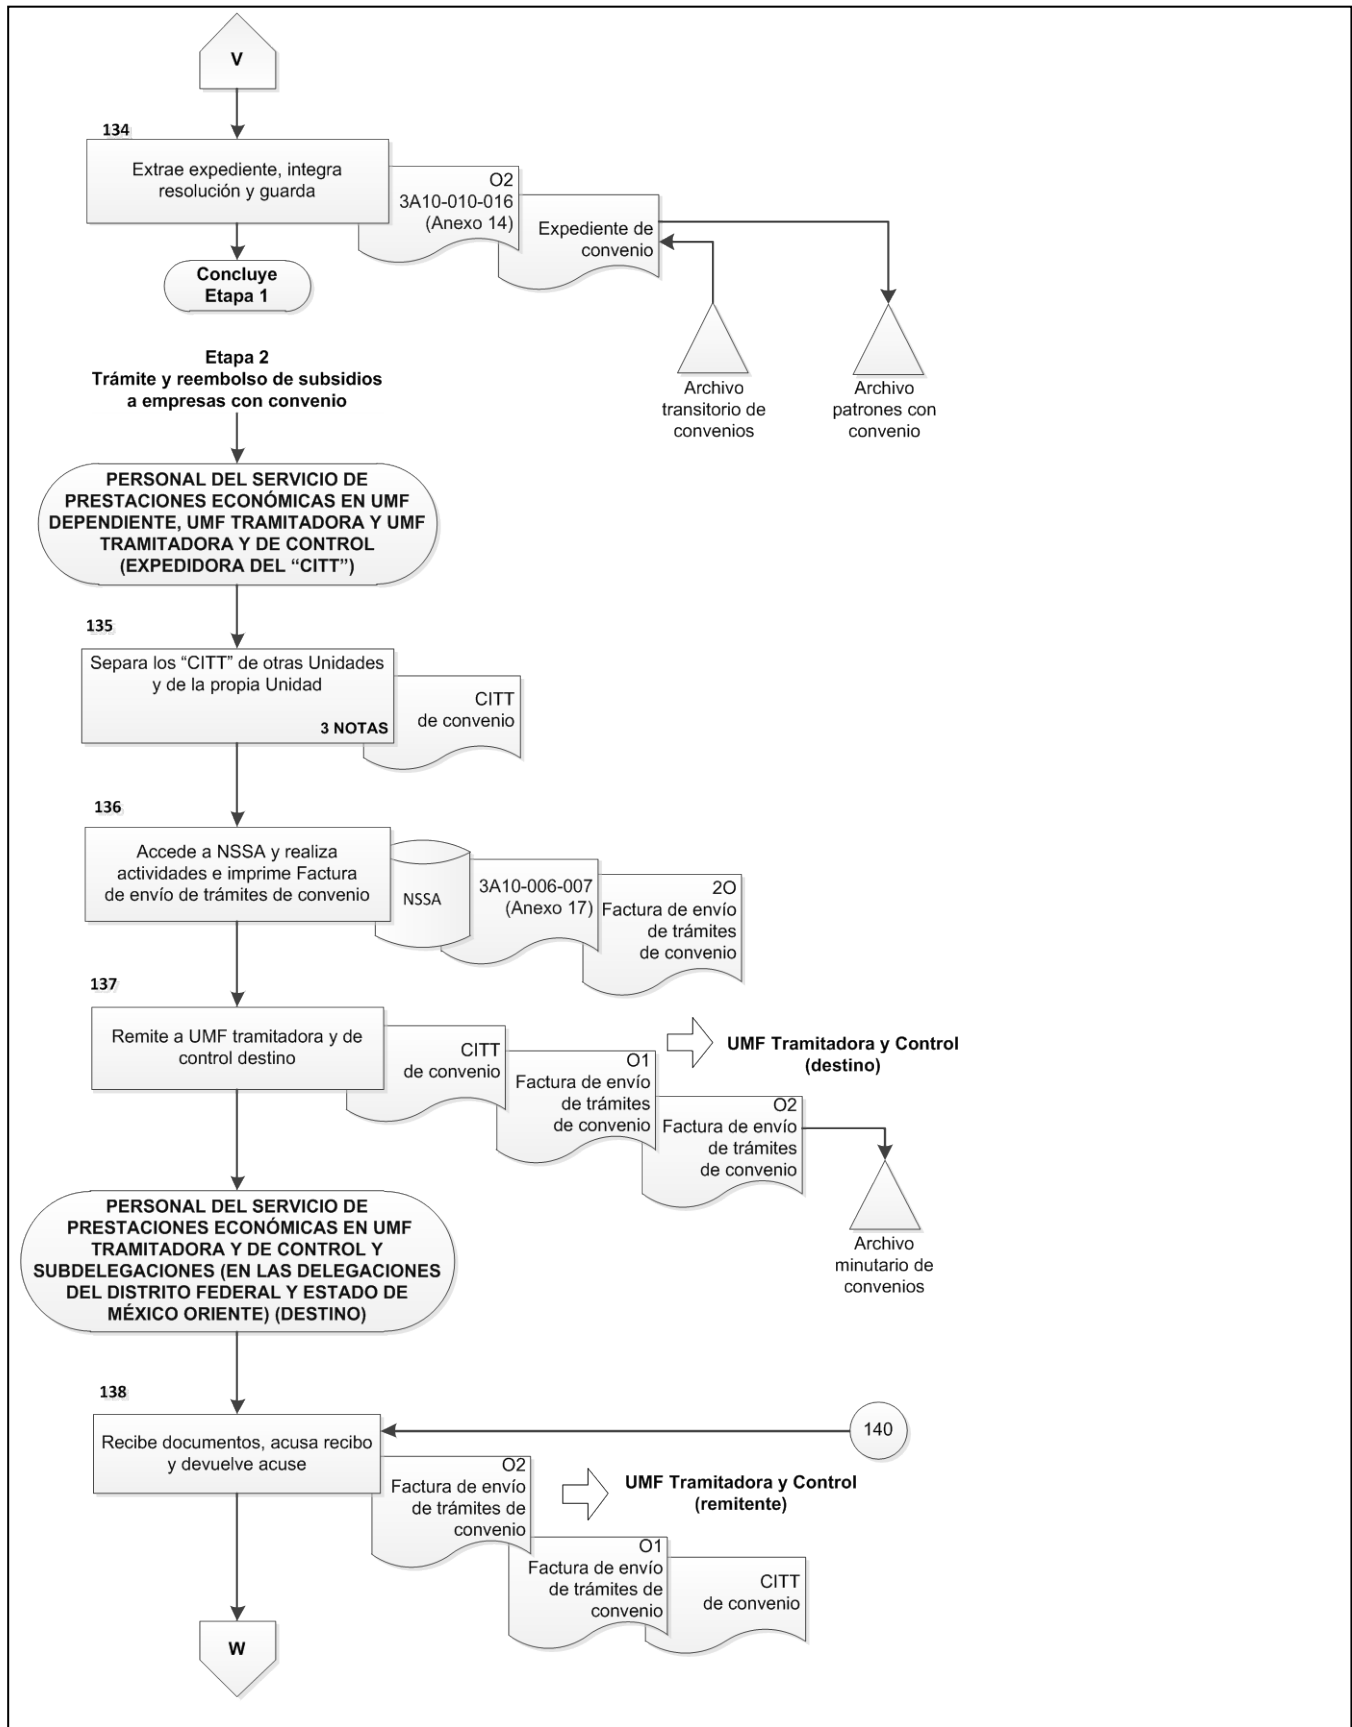 V
134
Extrae expediente, integra
resolución y guarda
O2
3A10-010-016
(Anexo 14)
Expediente de
convenio
Concluye
Etapa 1
Archivo
transitorio de
convenios
Archivo
patrones con
convenio
Etapa 2
Trámite y reembolso de subsidios
a empresas con convenio
PERSONAL DEL SERVICIO DE
PRESTACIONES ECONÓMICAS EN UMF
DEPENDIENTE, UMF TRAMITADORA Y UMF
TRAMITADORA Y DE CONTROL
(EXPEDIDORA DEL “CITT”)
135
Separa los “CITT” de otras Unidades
y de la propia Unidad
3 NOTAS
CITT
de convenio
136
Accede a NSSA y realiza
actividades e imprime Factura
de envío de trámites de convenio
NSSA
3A10-006-007
(Anexo 17)
2O
Factura de envío
de trámites
de convenio
137
Remite a UMF tramitadora y de
control destino
CITT
de convenio
O1
Factura de envío
de trámites
de convenio
UMF Tramitadora y Control
(destino)
O2
Factura de envío
de trámites
de convenio
Archivo
minutario de
convenios
PERSONAL DEL SERVICIO DE
PRESTACIONES ECONÓMICAS EN UMF
TRAMITADORA Y DE CONTROL Y
SUBDELEGACIONES (EN LAS DELEGACIONES
DEL DISTRITO FEDERAL Y ESTADO DE
MÉXICO ORIENTE) (DESTINO)
138
Recibe documentos, acusa recibo
y devuelve acuse
140
O2
Factura de envío
de trámites de
convenio
UMF Tramitadora y Control
(remitente)
O1
Factura de envío
de trámites de
convenio
CITT
de convenio
W